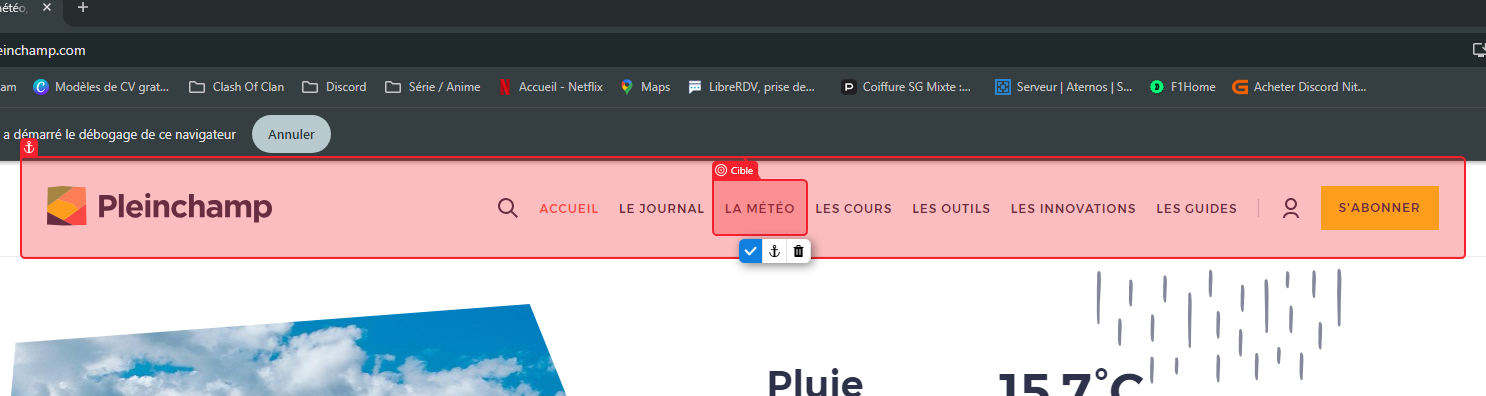 météo,
einchamp.com
am Modèles de CV grat... Clash Of Clan Discord Série / Anime Accueil - Netflix Maps LibreRDV, prise de... Coiffure SG Mixte :... Serveur | Aternos | S... F1Home Acheter Discord Nit...
a démarré le débogage de ce navigateur Annuler
Cible
Pleinchamp ACCUEIL LE JOURNAL LA MÉTÉO LES COURS LES OUTILS LES INNOVATIONS LES GUIDES S'ABONNER
Pluie 15.7°C